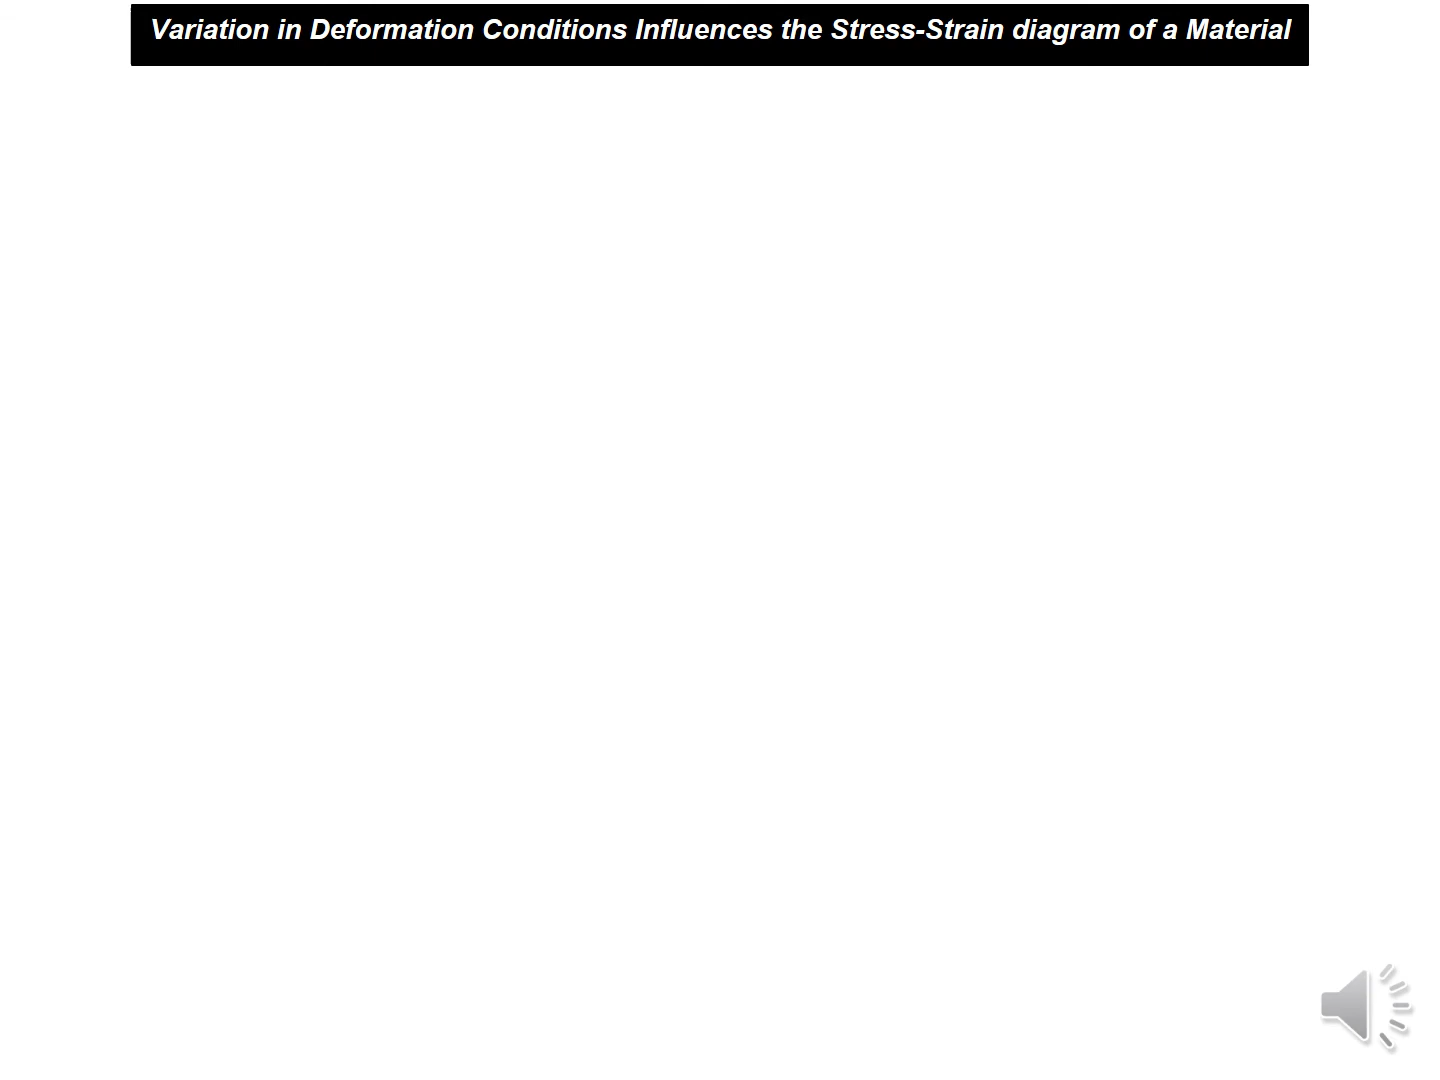 Variation in Deformation Conditions Influences the Stress-Strain diagram of a Material